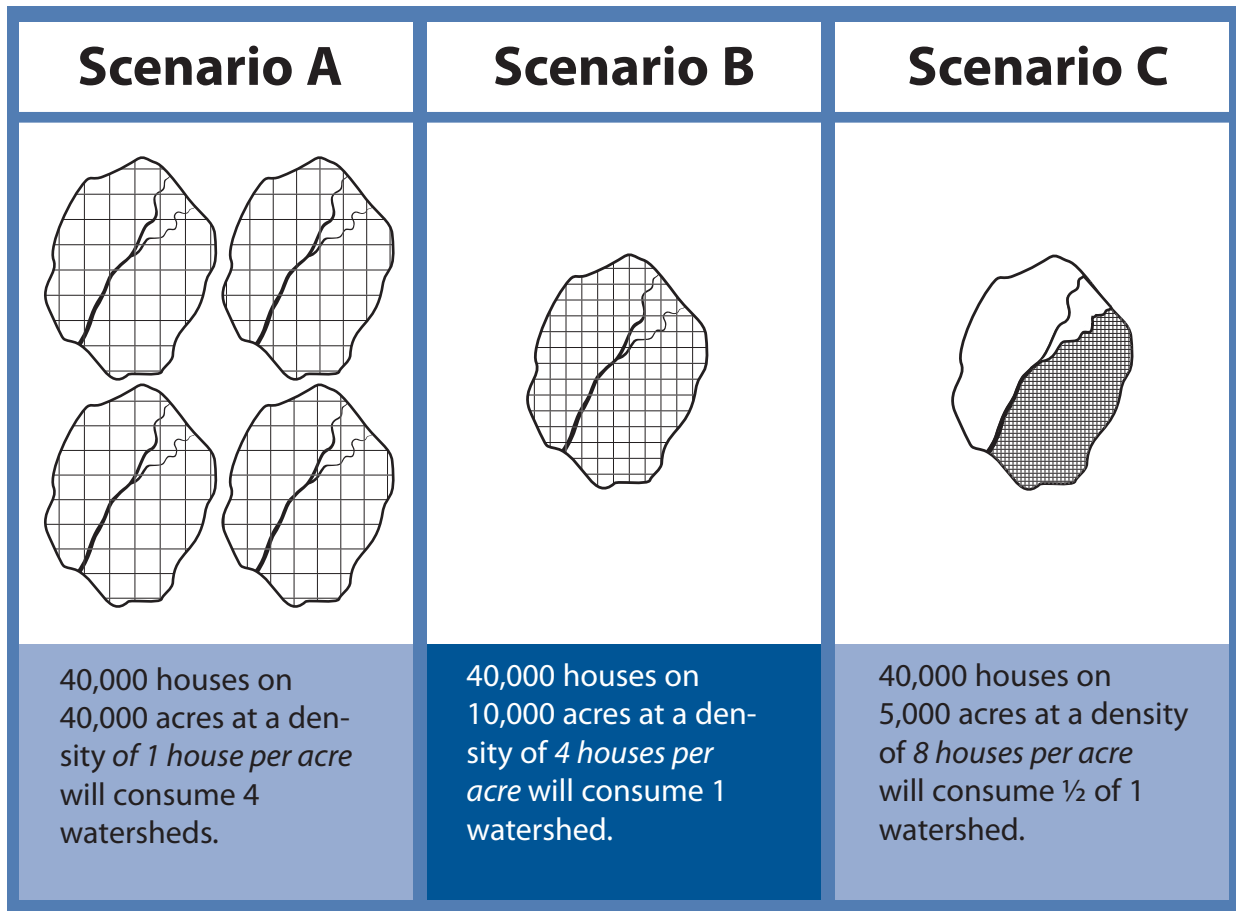 Scenario A
40,000 houses on
40,000 acres at a den-
sity of 1 house per acre
will consume 4
watersheds.
Scenario B
40,000 houses on
10,000 acres at a den-
sity of 4 houses per
acre will consume 1
watershed.
Scenario C
40,000 houses on
5,000 acres at a density
of 8 houses per acre
will consume ½ of 1
watershed.